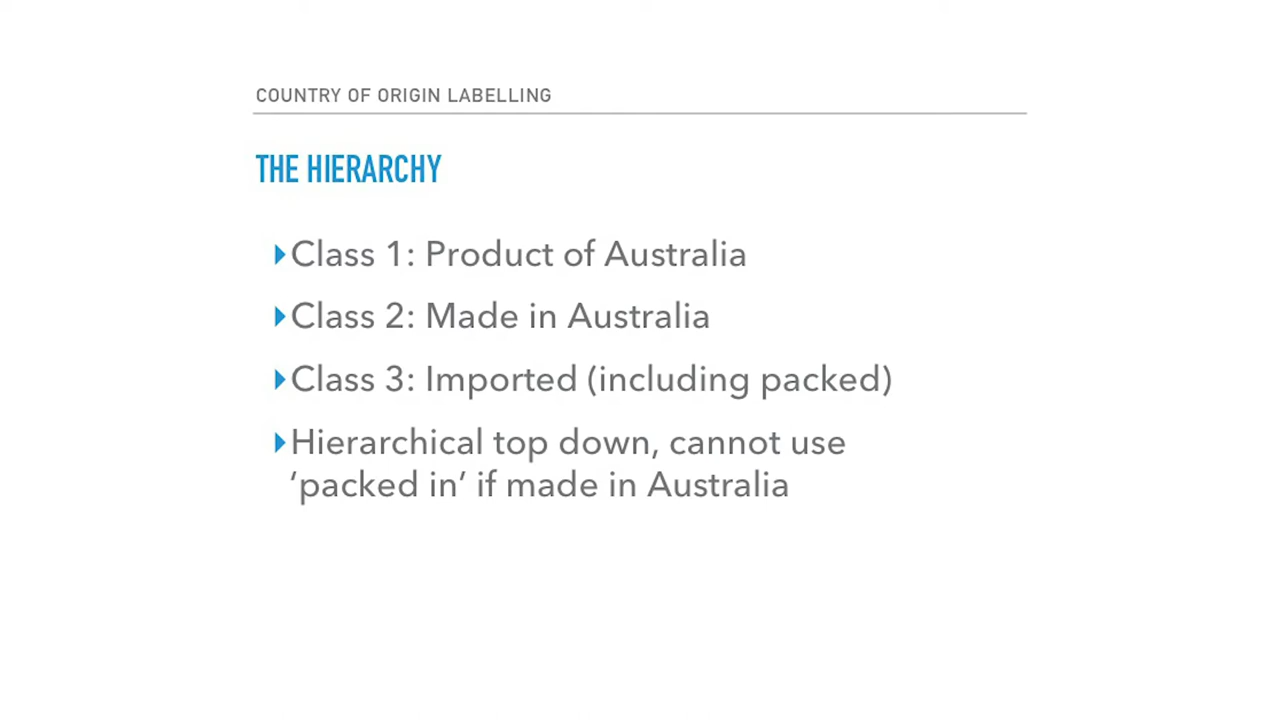 COUNTRY OF ORIGIN LABELLING
THE HIERARCHY
Class 1: Product of Australia
Class 2: Made in Australia
Class 3: Imported (including packed)
Hierarchical top down, cannot use
‘packed in’ if made in Australia